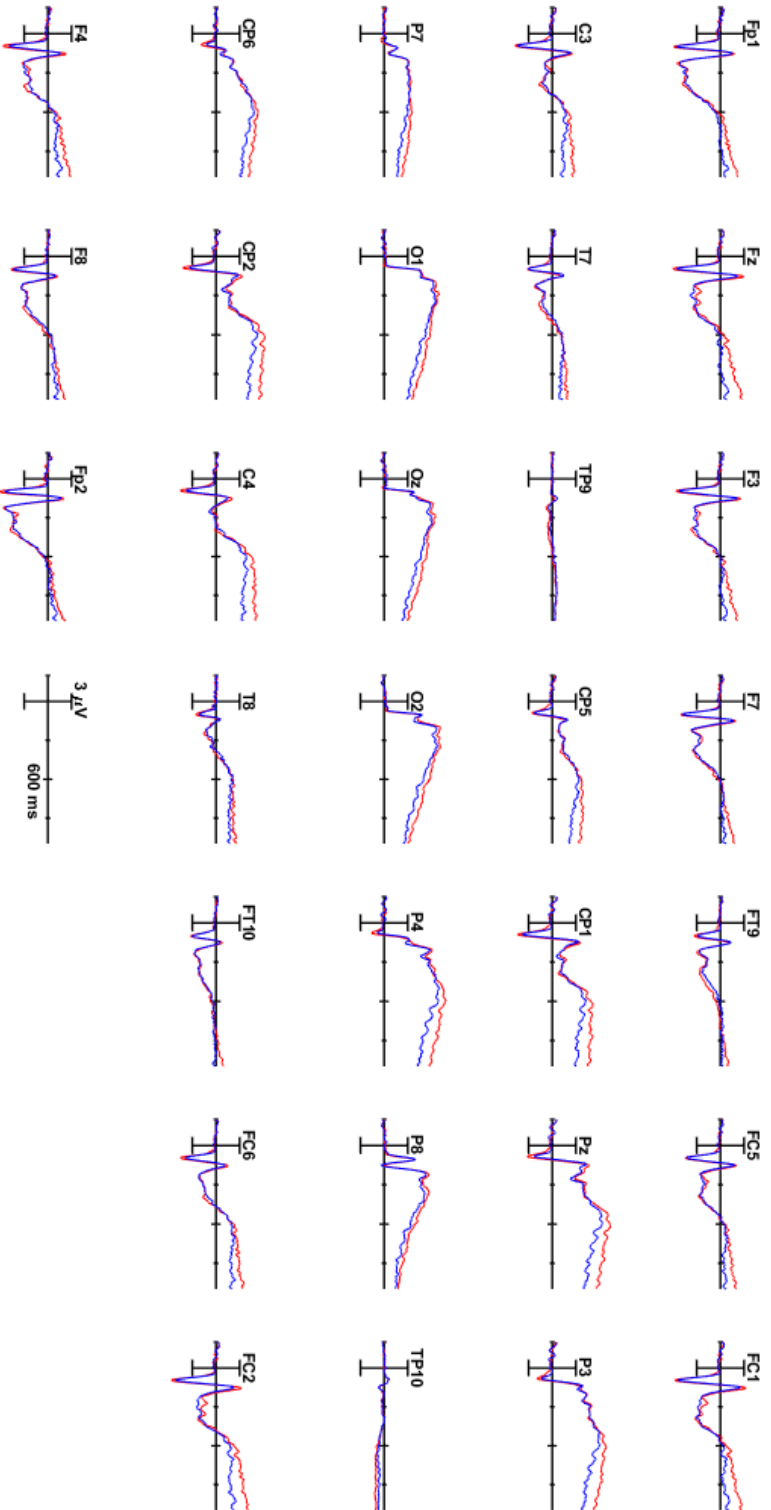 Fp1
Fz
F3
F7
FT9
FC5
FC1
C3
T7
TP9
CP5
CP1
Pz
P3
P7
O1
Oz
O2
P4
P8
TP10
CP6
CP2
C4
T8
FT10
FC6
FC2
F4
F8
Fp2
3 μV
600 ms